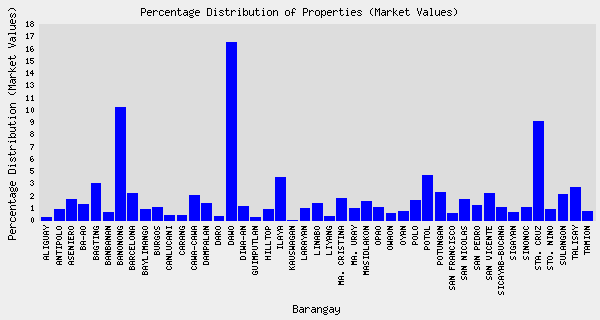 Percentage Distribution of Properties (Market Values)
Percentage Distribution (Market Values)
18
17
16
15
15
14
13
12
11
10
9
9
8
7
6
5
4
3
3
2
1
0
ALIGUAY
ANTIPOLO
ASENIERO
BA-AO
BAGTING
BANBANAN
BANONONG
BARCELONA
BAYLIMANGO
BURGOS
CANLUCANI
CARANG
CAWA-CAWA
DAMPALAN
DARO
DAWO
DIWA-AN
GUIMPUTLAN
HILTOP
ILAYA
KAUSWAGAN
LARAYAN
LINABO
LIYANG
MA. CRISTINA
MA. URAY
MASIDLAKON
OPAO
OWAON
OYAN
POLO
POTOL
POTUNGAN
SAN FRANCISCO
SAN NICOLAS
SAN PEDRO
SAN VICENTE
SICAYAB-BUCANA
SIGAYAN
SINONOC
STA. CRUZ
STO. NINO
SULANGON
TALISAY
TAMION
Barangay